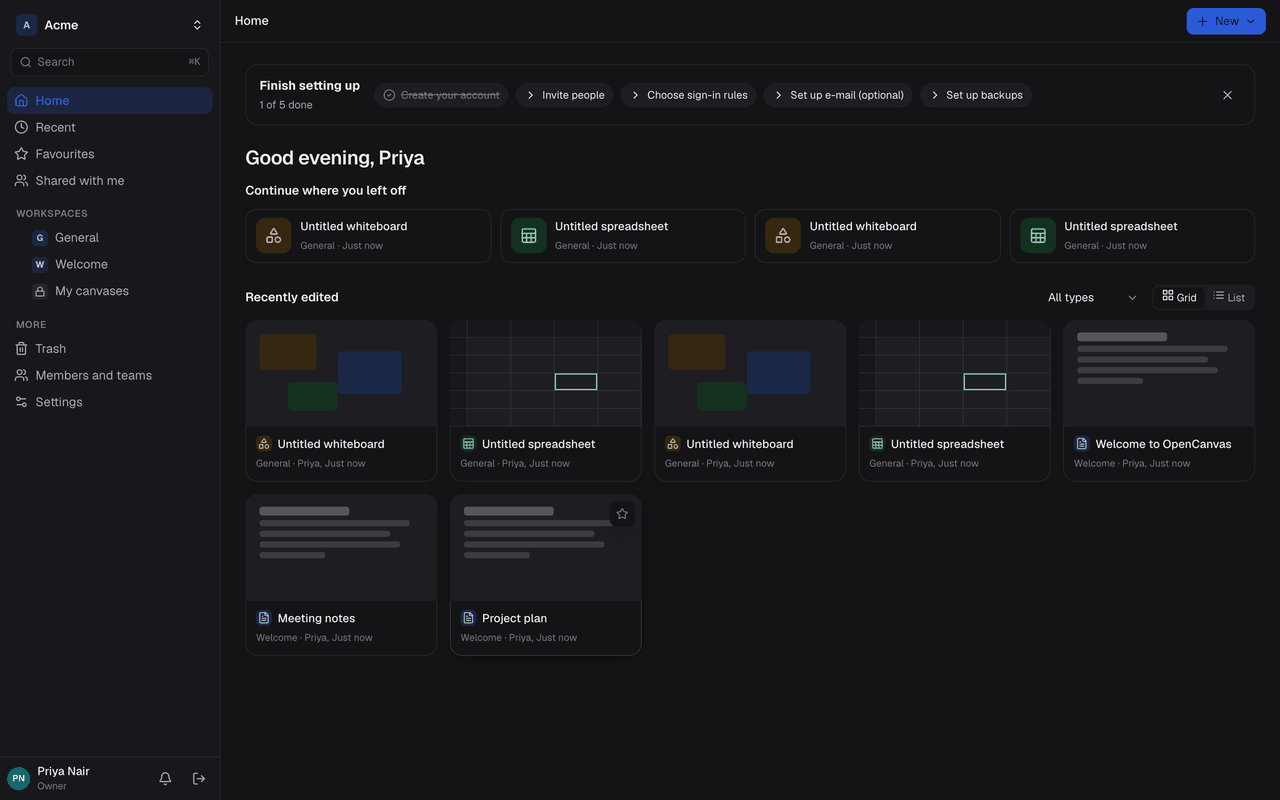 A Acme
Search ⌘K
Home
Recent
Favourites
Shared with me
WORKSPACES
G General
W Welcome
My canvases
MORE
Trash
Members and teams
Settings
PN Priya Nair
Owner
Home
New
Finish setting up
1 of 5 done
Create your account
Invite people
Choose sign-in rules
Set up e-mail (optional)
Set up backups
Good evening, Priya
Continue where you left off
Untitled whiteboard
General · Just now
Untitled spreadsheet
General · Just now
Untitled whiteboard
General · Just now
Untitled spreadsheet
General · Just now
Recently edited
All types
Grid
List
Untitled whiteboard
General · Priya, Just now
Untitled spreadsheet
General · Priya, Just now
Untitled whiteboard
General · Priya, Just now
Untitled spreadsheet
General · Priya, Just now
Welcome to OpenCanvas
Welcome · Priya, Just now
Meeting notes
Welcome · Priya, Just now
Project plan
Welcome · Priya, Just now